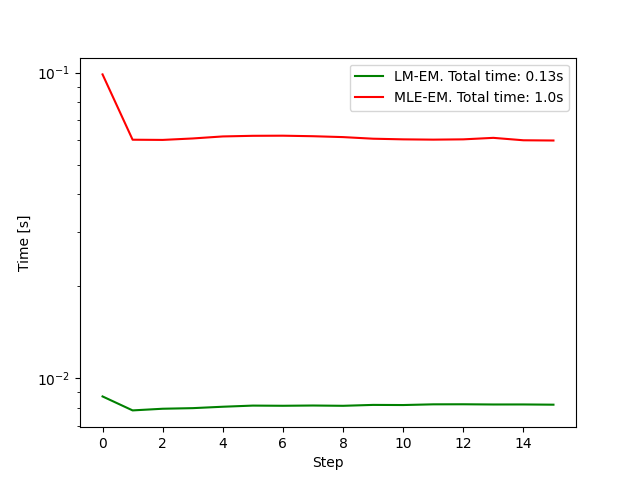 LM-EM. Total time: 0.13s
MLE-EM. Total time: 1.0s
10⁻¹
10⁻²
Time [s]
0 2 4 6 8 10 12 14
Step